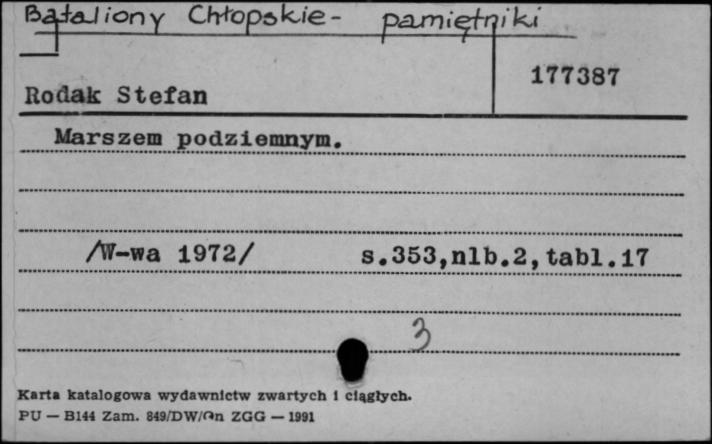 Bataliony Chłopskie - pamiętniki
177387
Rodak Stefan
Marszem podziemnym.
/W-wa 1972/ s.353,nlb.2,tabl.17
3
Karta katalogowa wydawnictw zwartych i ciągłych.
PU — B144 Zam. 849/DW/On ZGG — 1991